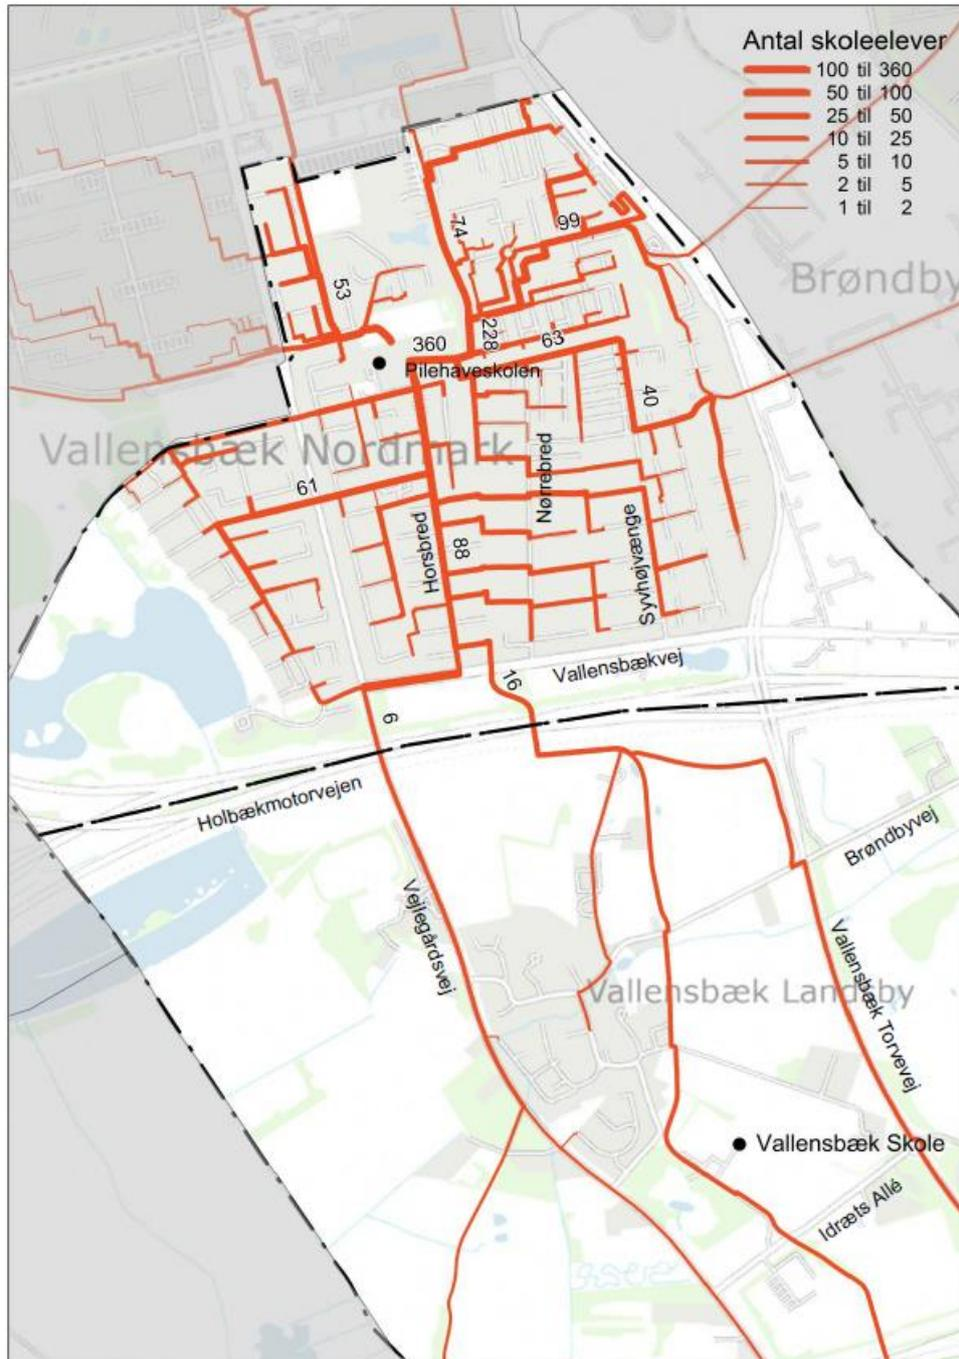 Antal skoleelever
100 til 360
50 til 100
25 til 50
10 til 25
5 til 10
2 til 5
1 til 2
Brøndby
74
99
53
228
63
360
Pilehaveskolen
40
Vallensbæk Nordmark
61
Nørrebred
Horsbred
88
Syvhøjvænge
Vallensbækvej
16
6
Holbækmotorvejen
Brøndbyvej
Vejlegårdsvej
Vallensbæk Landsby
Vallensbæk Torvevej
Vallensbæk Skole
Idræts Allé